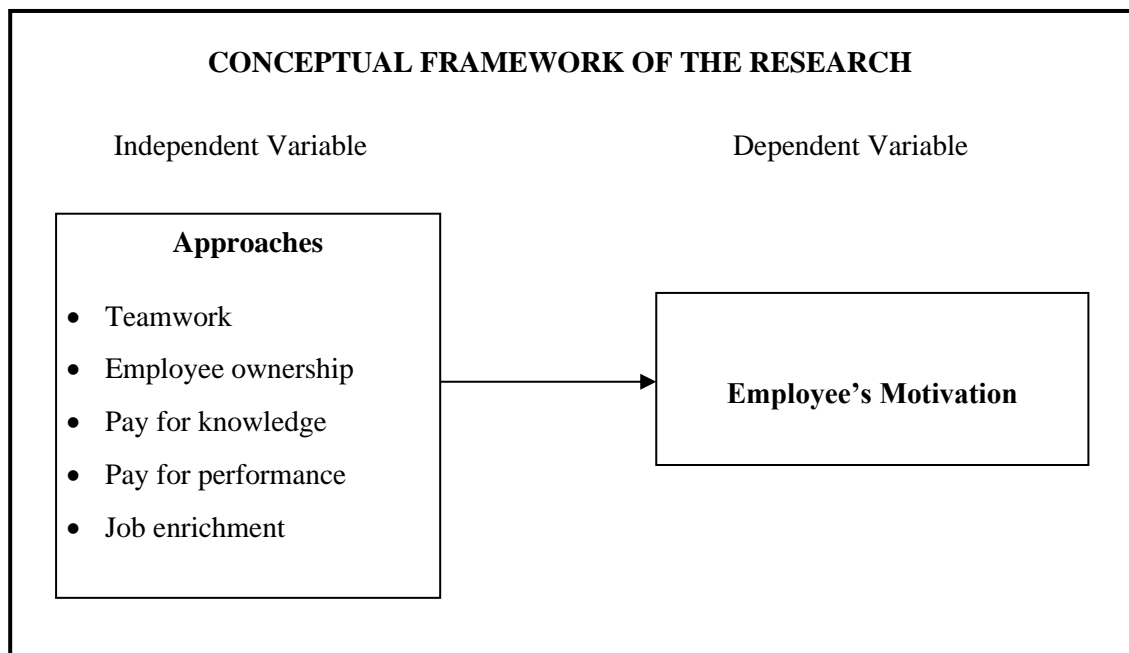 CONCEPTUAL FRAMEWORK OF THE RESEARCH
Independent Variable
Dependent Variable
Approaches
• Teamwork
• Employee ownership
• Pay for knowledge
• Pay for performance
• Job enrichment
Employee’s Motivation